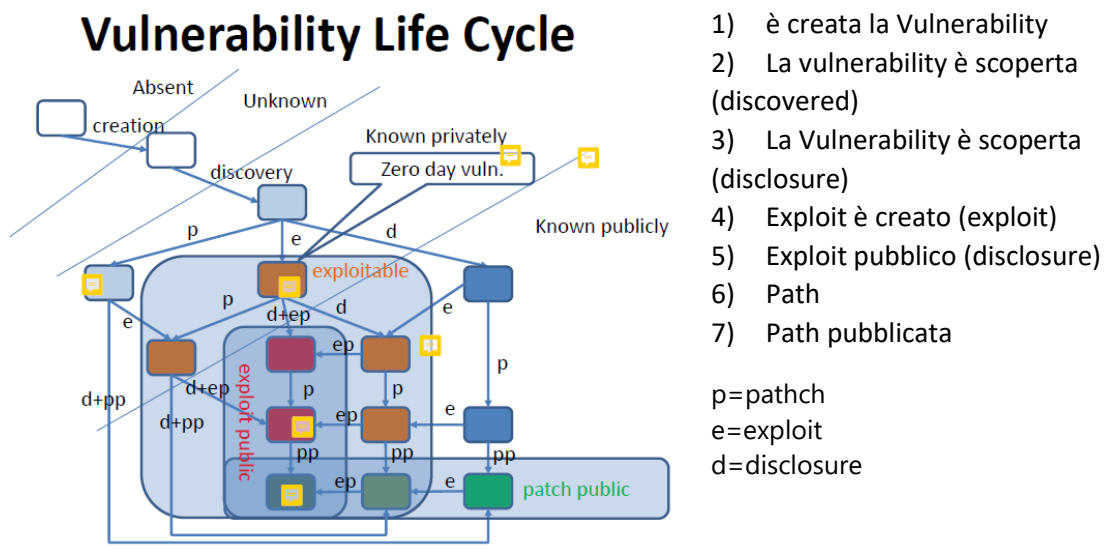 Vulnerability Life Cycle
Absent
Unknown
creation
Known privately
Zero day vuln.
discovery
Known publicly
p
e
d
exploitable
p
d
e
d+ep
e
ep
p
d+ep
exploit public
p
p
d+pp
d+pp
ep
e
pp
pp
pp
ep
e
patch public
1) è creata la Vulnerability
2) La vulnerability è scoperta
(discovered)
3) La Vulnerability è scoperta
(disclosure)
4) Exploit è creato (exploit)
5) Exploit pubblico (disclosure)
6) Path
7) Path pubblicata
p=pathch
e=exploit
d=disclosure